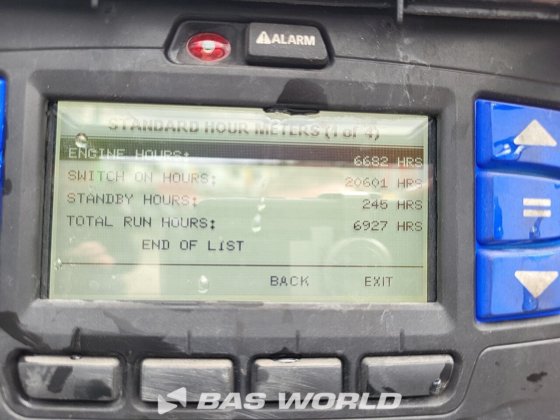 ALARM
STANDARD HOUR METERS (1 of 4)
ENGINE HOURS: 6682 HRS
SWITCH ON HOURS: 20601 HRS
STANDBY HOURS: 245 HRS
TOTAL RUN HOURS: 6927 HRS
END OF LIST
BACK EXIT
BAS WORLD